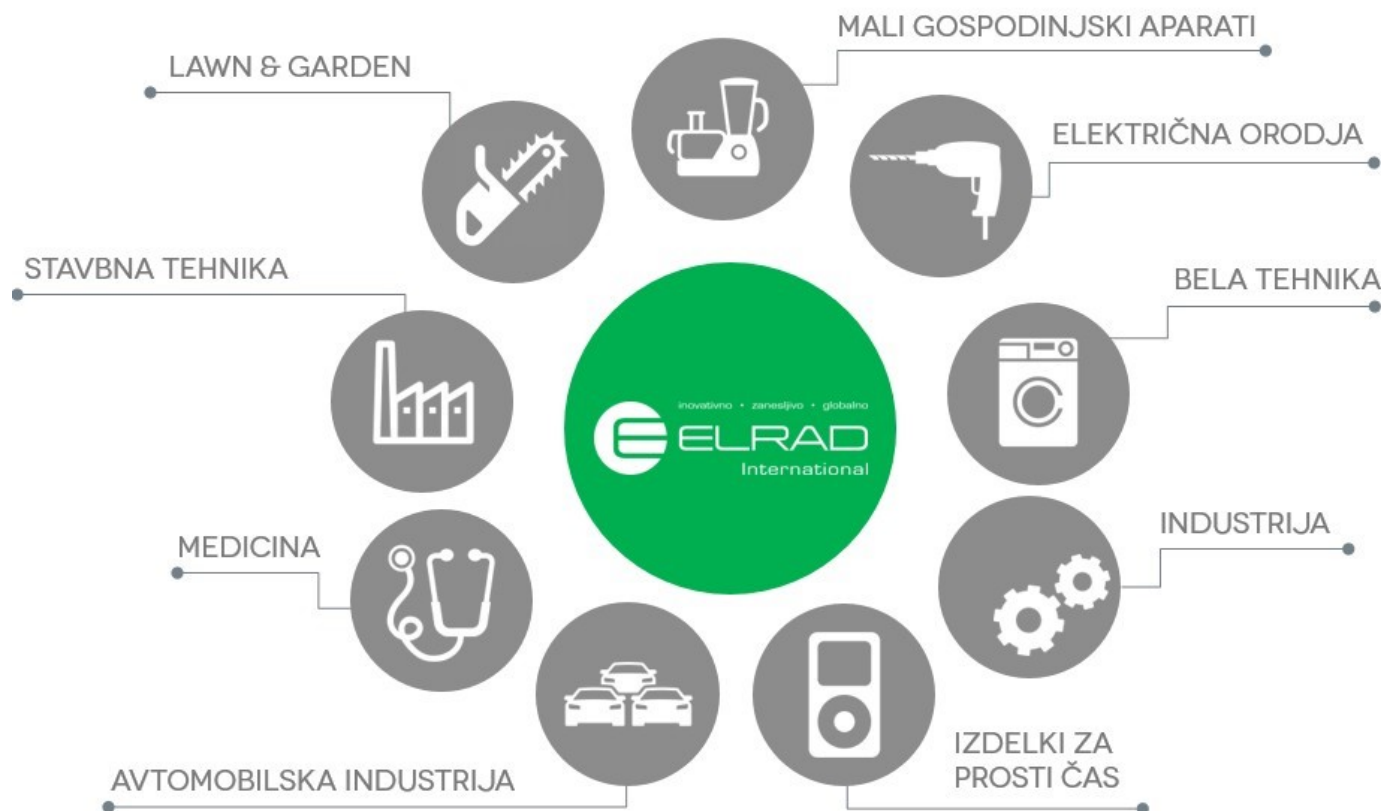 MALI GOSPODINJSKI APARATI
LAWN & GARDEN
ELEKTRIČNA ORODJA
STAVBNA TEHNIKA
BELA TEHNIKA
inovativno • zanesljivo • globalno
ELRAD
International
INDUSTRIJA
MEDICINA
IZDELKI ZA
PROSTI ČAS
AVTOMOBILSKA INDUSTRIJA